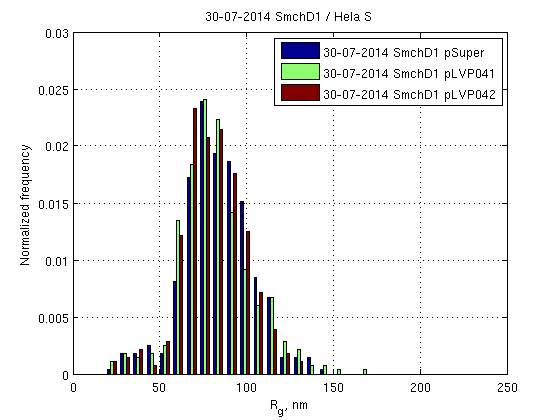 30-07-2014 SmchD1 / Hela S
0.03
0.025
0.02
0.015
0.01
0.005
0
Normalized frequency
30-07-2014 SmchD1 pSuper
30-07-2014 SmchD1 pLVP041
30-07-2014 SmchD1 pLVP042
0 50 100 150 200 250
Rg, nm